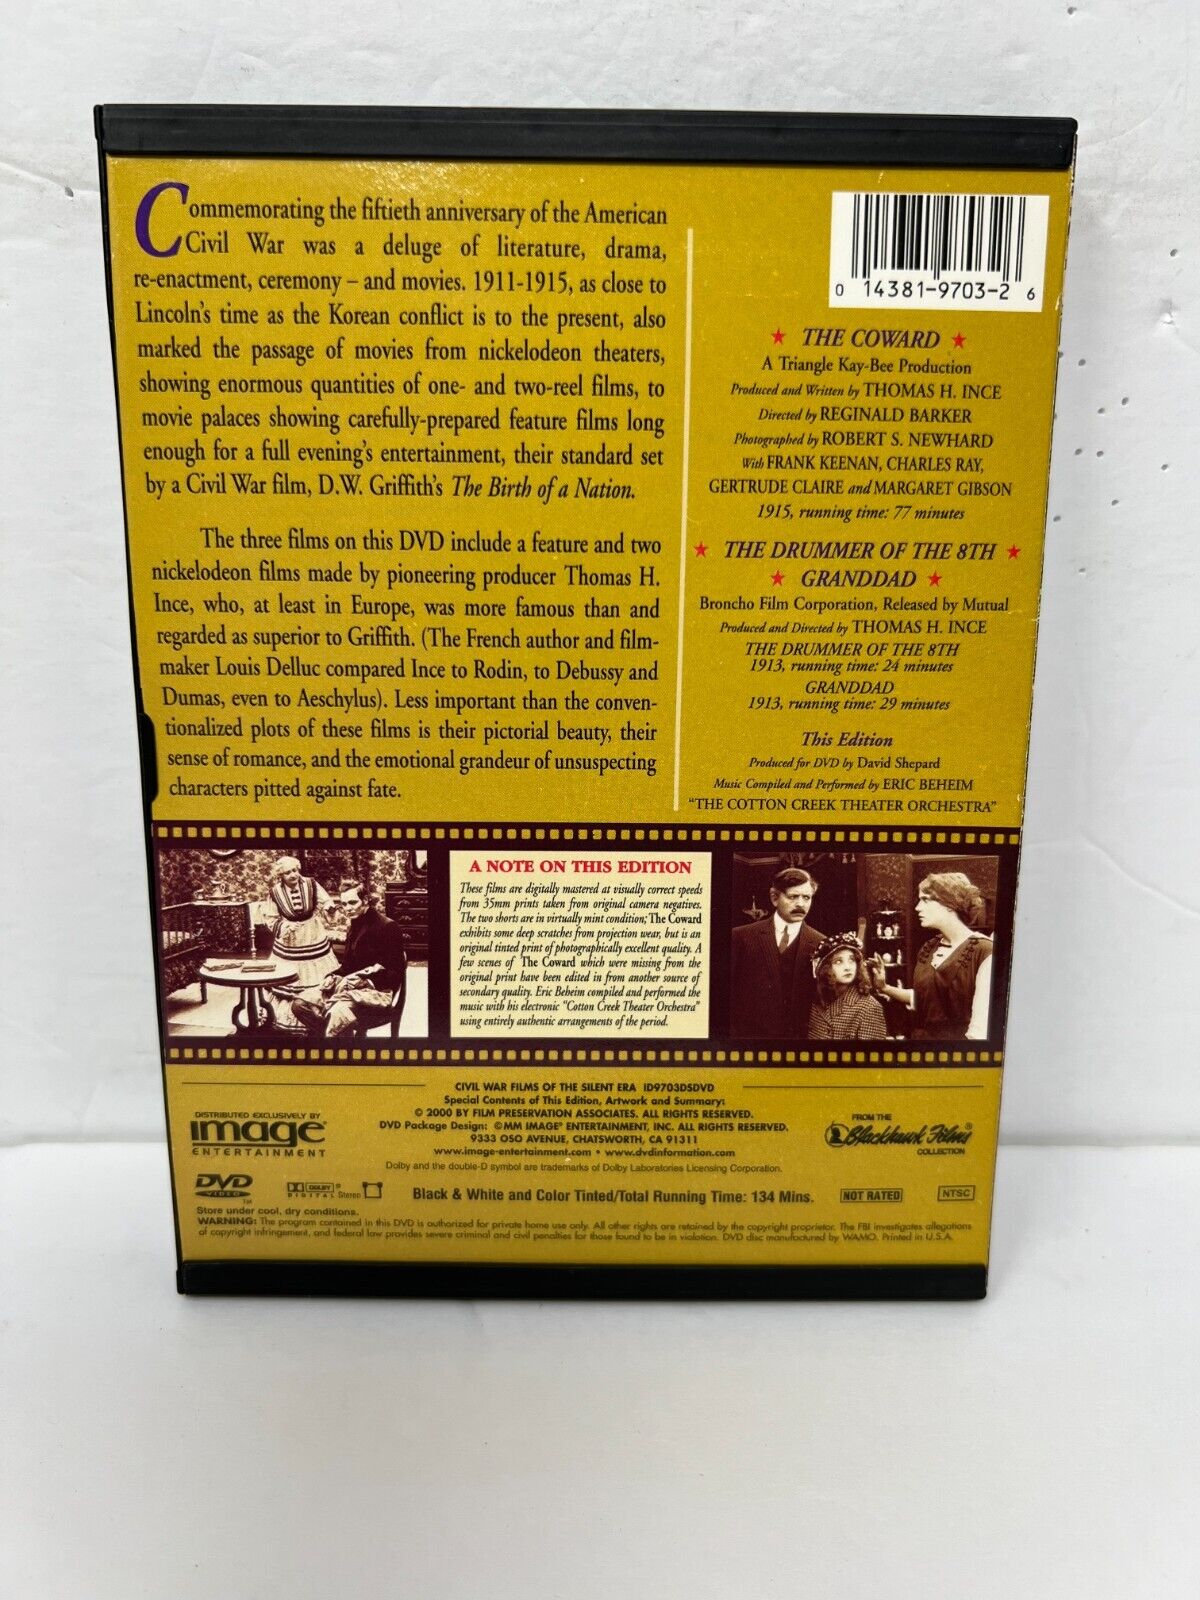 Commemorating the fiftieth anniversary of the American
Civil War was a deluge of literature, drama,
re-enactment, ceremony – and movies. 1911-1915, as close to
Lincoln's time as the Korean conflict is to the present, also
marked the passage of movies from nickelodeon theaters,
showing enormous quantities of one- and two-reel films, to
movie palaces showing carefully-prepared feature films long
enough for a full evening's entertainment, their standard set
by a Civil War film, D.W. Griffith's The Birth of a Nation.
The three films on this DVD include a feature and two
nickelodeon films made by pioneering producer Thomas H.
Ince, who, at least in Europe, was more famous than and
regarded as superior to Griffith. (The French author and film-
maker Louis Delluc compared Ince to Rodin, to Debussy and
Dumas, even to Aeschylus). Less important than the conven-
tionalized plots of these films is their pictorial beauty, their
sense of romance, and the emotional grandeur of unsuspecting
characters pitted against fate.
0 14381-9703-2 6
★ THE COWARD ★
A Triangle Kay-Bee Production
Produced and Written by THOMAS H. INCE
Directed by REGINALD BARKER
Photographed by ROBERT S. NEWHARD
With FRANK KEENAN, CHARLES RAY,
GERTRUDE CLAIRE and MARGARET GIBSON
1915, running time: 77 minutes
★ THE DRUMMER OF THE 8TH ★
★ GRANDDAD ★
Broncho Film Corporation, Released by Mutual
Produced and Directed by THOMAS H. INCE
THE DRUMMER OF THE 8TH
1913, running time: 24 minutes
GRANDDAD
1913, running time: 29 minutes
This Edition
Produced for DVD by David Shepard
Music Compiled and Performed by ERIC BEHEIM
"THE COTTON CREEK THEATER ORCHESTRA"
A NOTE ON THIS EDITION
These films are digitally mastered at visually correct speeds
from 35mm prints taken from original camera negatives.
The two shorts are in virtually mint condition; The Coward
exhibits some deep scratches from projection wear, but is an
original tinted print of photographically excellent quality. A
few scenes of The Coward which were missing from the
original print have been edited in from another source of
secondary quality. Eric Beheim compiled and performed the
music with his electronic "Cotton Creek Theater Orchestra"
using entirely authentic arrangements of the period.
CIVIL WAR FILMS OF THE SILENT ERA ID9703DSDVD
Special Contents of This Edition, Artwork and Summary:
© 2000 BY FILM PRESERVATION ASSOCIATES. ALL RIGHTS RESERVED.
DVD Package Design: ©MM IMAGE® ENTERTAINMENT, INC. ALL RIGHTS RESERVED.
9333 OSO AVENUE, CHATSWORTH, CA 91311
www.image-entertainment.com • www.dvdinformation.com
Dolby and the double-D symbol are trademarks of Dolby Laboratories Licensing Corporation.
DISTRIBUTED EXCLUSIVELY BY
image®
ENTERTAINMENT
FROM THE
Blackhawk Films®
COLLECTION
DVD
VIDEO™
DOLBY®
DIGITAL Stereo
Black & White and Color Tinted/Total Running Time: 134 Mins.
NOT RATED
NTSC
Store under cool, dry conditions.
WARNING: The program contained in this DVD is authorized for private home use only. All other rights are retained by the copyright proprietor. The FBI investigates allegations
of copyright infringement, and federal law provides severe criminal and civil penalties for those found to be in violation. DVD disc manufactured by WAMO. Printed in U.S.A.